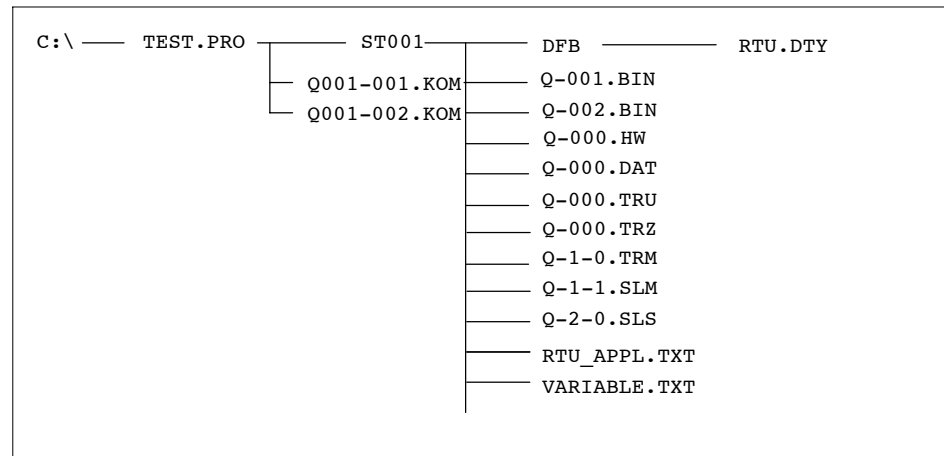 C:\ TEST.PRO ST001 DFB RTU.DTY
Q001-001.KOM Q-001.BIN
Q001-002.KOM Q-002.BIN
Q-000.HW
Q-000.DAT
Q-000.TRU
Q-000.TRZ
Q-1-0.TRM
Q-1-1.SLM
Q-2-0.SLS
RTU_APPL.TXT
VARIABLE.TXT